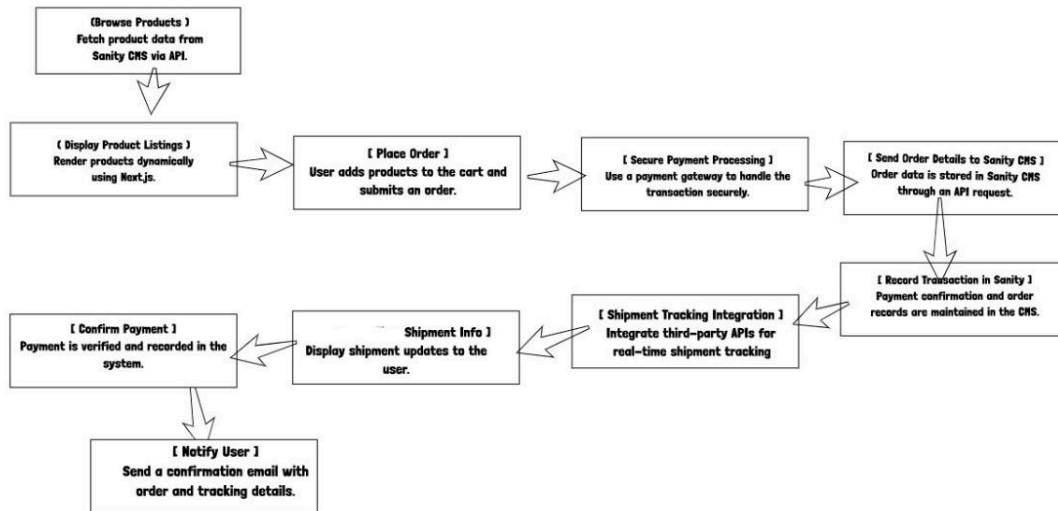 (Browse Products )
Fetch product data from
Sanity CMS via API.
[ Display Product Listings ]
Render products dynamically
using Next.js.
[ Place Order ]
User adds products to the cart and
submits an order.
[ Secure Payment Processing ]
Use a payment gateway to handle the
transaction securely.
[ Send Order Details to Sanity CMS ]
Order data is stored in Sanity CMS
through an API request.
[ Record Transaction in Sanity ]
Payment confirmation and order
records are maintained in the CMS.
[ Shipment Tracking Integration ]
Integrate third-party APIs for
real-time shipment tracking
Shipment Info ]
Display shipment updates to the
user.
[ Confirm Payment ]
Payment is verified and recorded in the
system.
[ Notify User ]
Send a confirmation email with
order and tracking details.